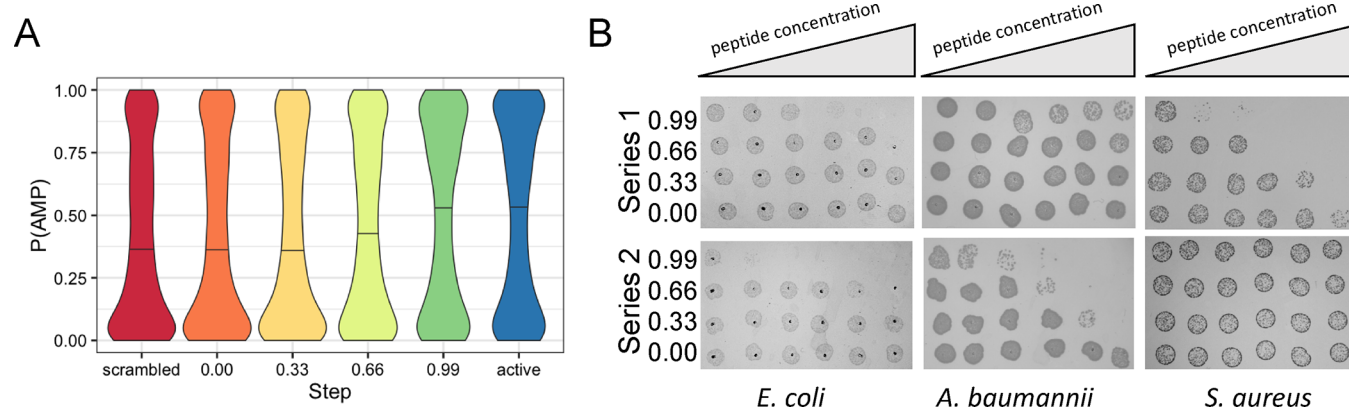 A
P(AMP)
1.00
0.75
0.50
0.25
0.00
scrambled 0.00 0.33 0.66 0.99 active
Step
B
peptide concentration peptide concentration peptide concentration
Series 1
0.99
0.66
0.33
0.00
Series 2
0.99
0.66
0.33
0.00
E. coli A. baumannii S. aureus